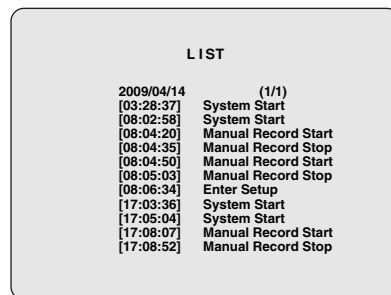 LIST
2009/04/14 (1/1)
[03:28:37] System Start
[08:02:58] System Start
[08:04:20] Manual Record Start
[08:04:35] Manual Record Stop
[08:04:50] Manual Record Start
[08:05:03] Manual Record Stop
[08:06:34] Enter Setup
[17:03:36] System Start
[17:05:04] System Start
[17:08:07] Manual Record Start
[17:08:52] Manual Record Stop